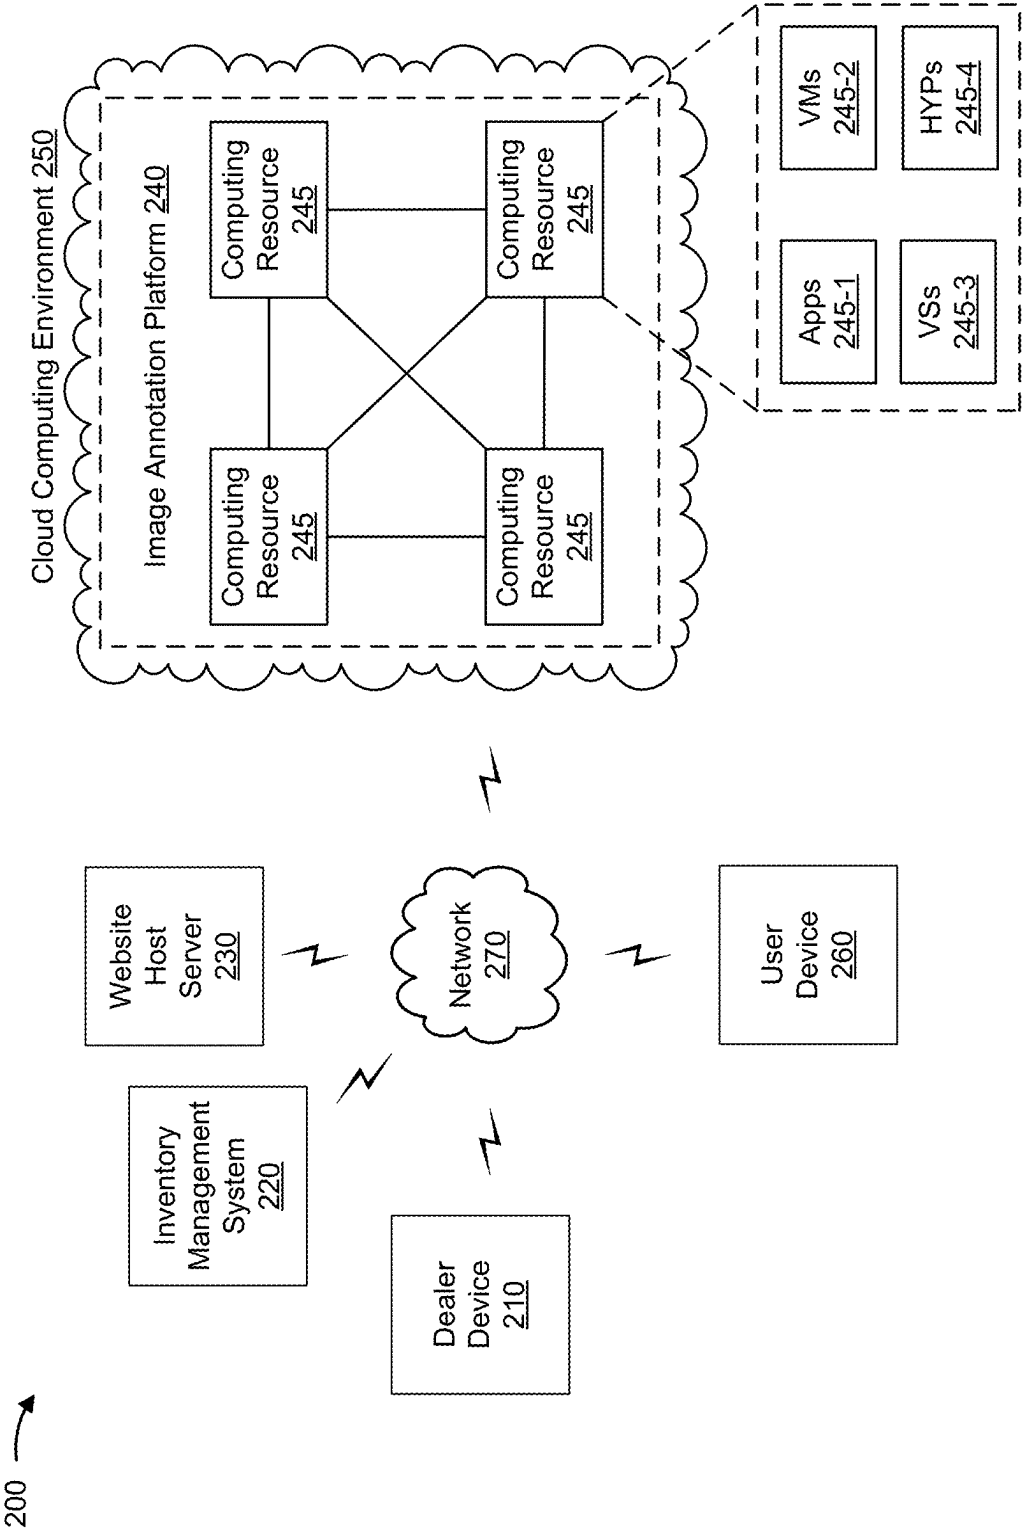 200
Cloud Computing Environment 250
Image Annotation Platform 240
Computing
Resource
245
Computing
Resource
245
Computing
Resource
245
Computing
Resource
245
Website
Host
Server
230
Inventory
Management
System
220
Network
270
Dealer
Device
210
User
Device
260
Apps
245-1
VMs
245-2
VSs
245-3
HYPs
245-4